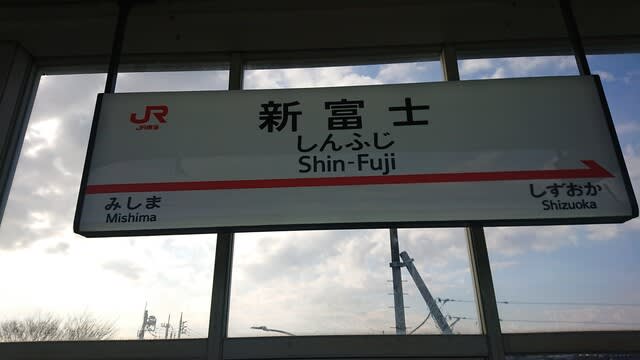 JR
JR東海
新富士
しんふじ
Shin-Fuji
みしま
Mishima
しずおか
Shizuoka